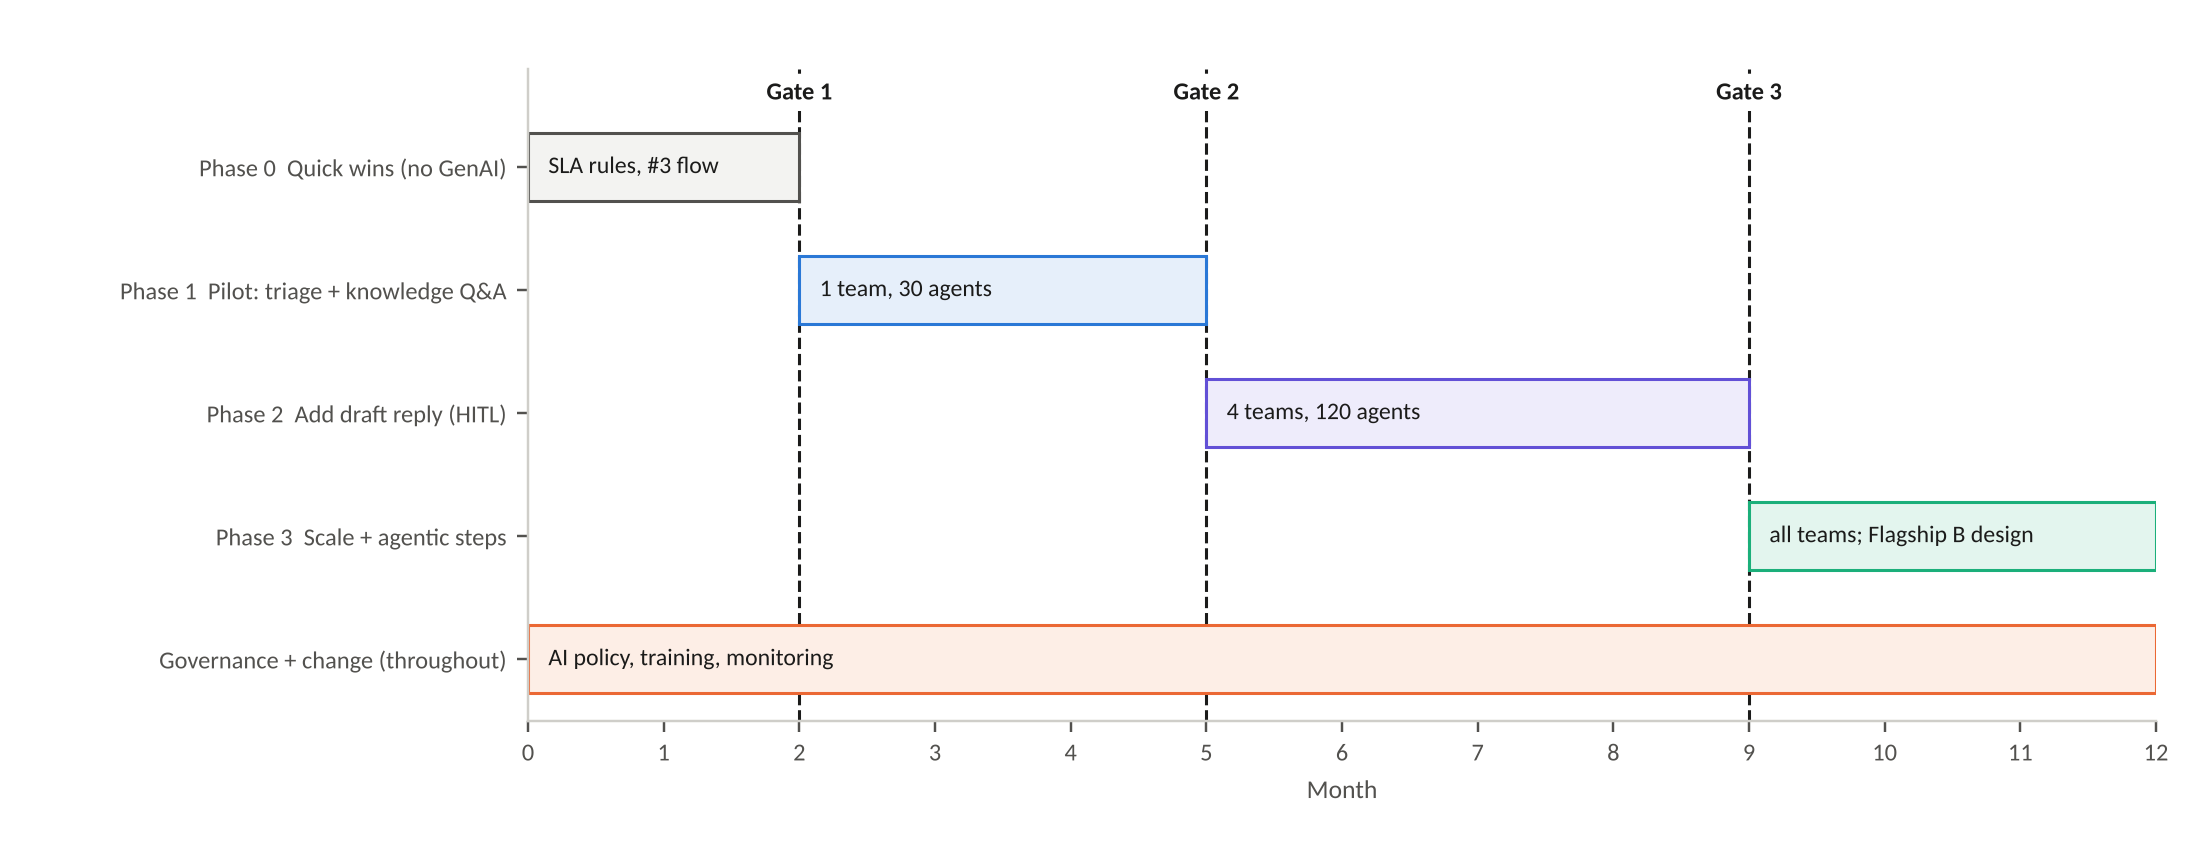 Gate 1
Gate 2
Gate 3
Phase 0  Quick wins (no GenAI)
SLA rules, #3 flow
Phase 1  Pilot: triage + knowledge Q&A
1 team, 30 agents
Phase 2  Add draft reply (HITL)
4 teams, 120 agents
Phase 3  Scale + agentic steps
all teams; Flagship B design
Governance + change (throughout)
AI policy, training, monitoring
0 1 2 3 4 5 6 7 8 9 10 11 12
Month